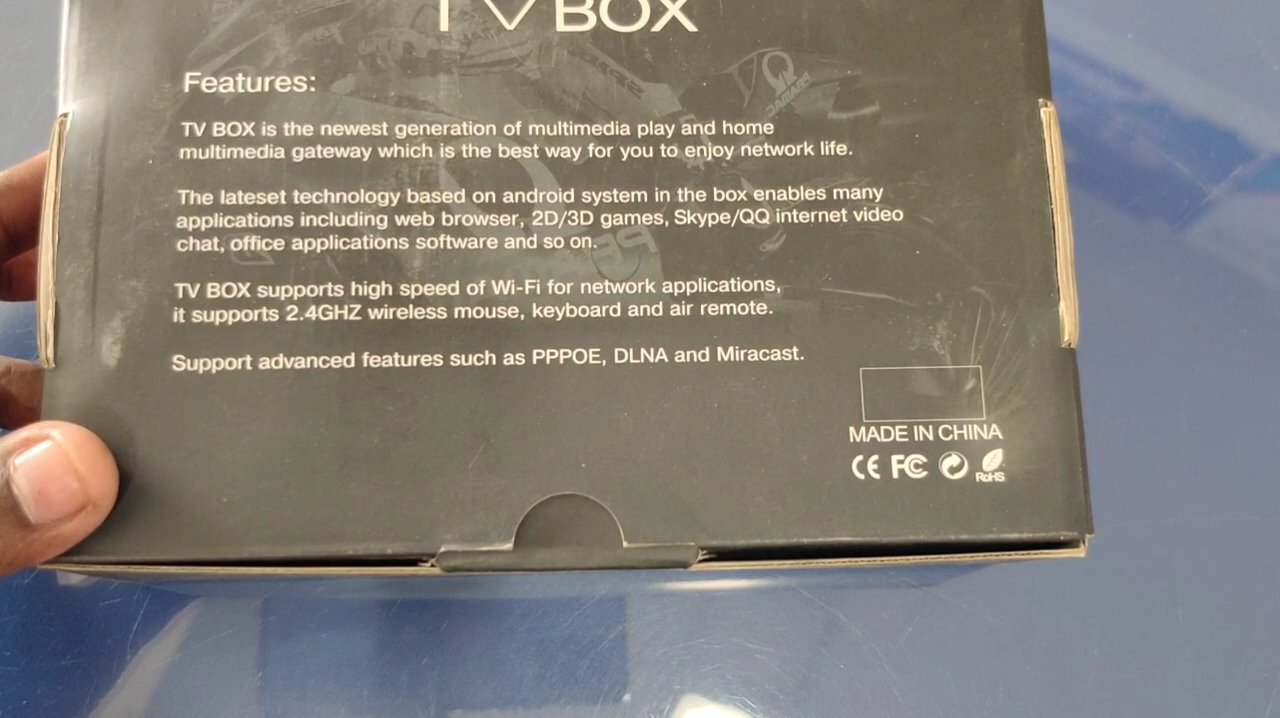 TV BOX
Features:
TV BOX is the newest generation of multimedia play and home
multimedia gateway which is the best way for you to enjoy network life.
The lateset technology based on android system in the box enables many
applications including web browser, 2D/3D games, Skype/QQ internet video
chat, office applications software and so on.
TV BOX supports high speed of Wi-Fi for network applications,
it supports 2.4GHZ wireless mouse, keyboard and air remote.
Support advanced features such as PPPOE, DLNA and Miracast.
MADE IN CHINA
CE FC
RoHS